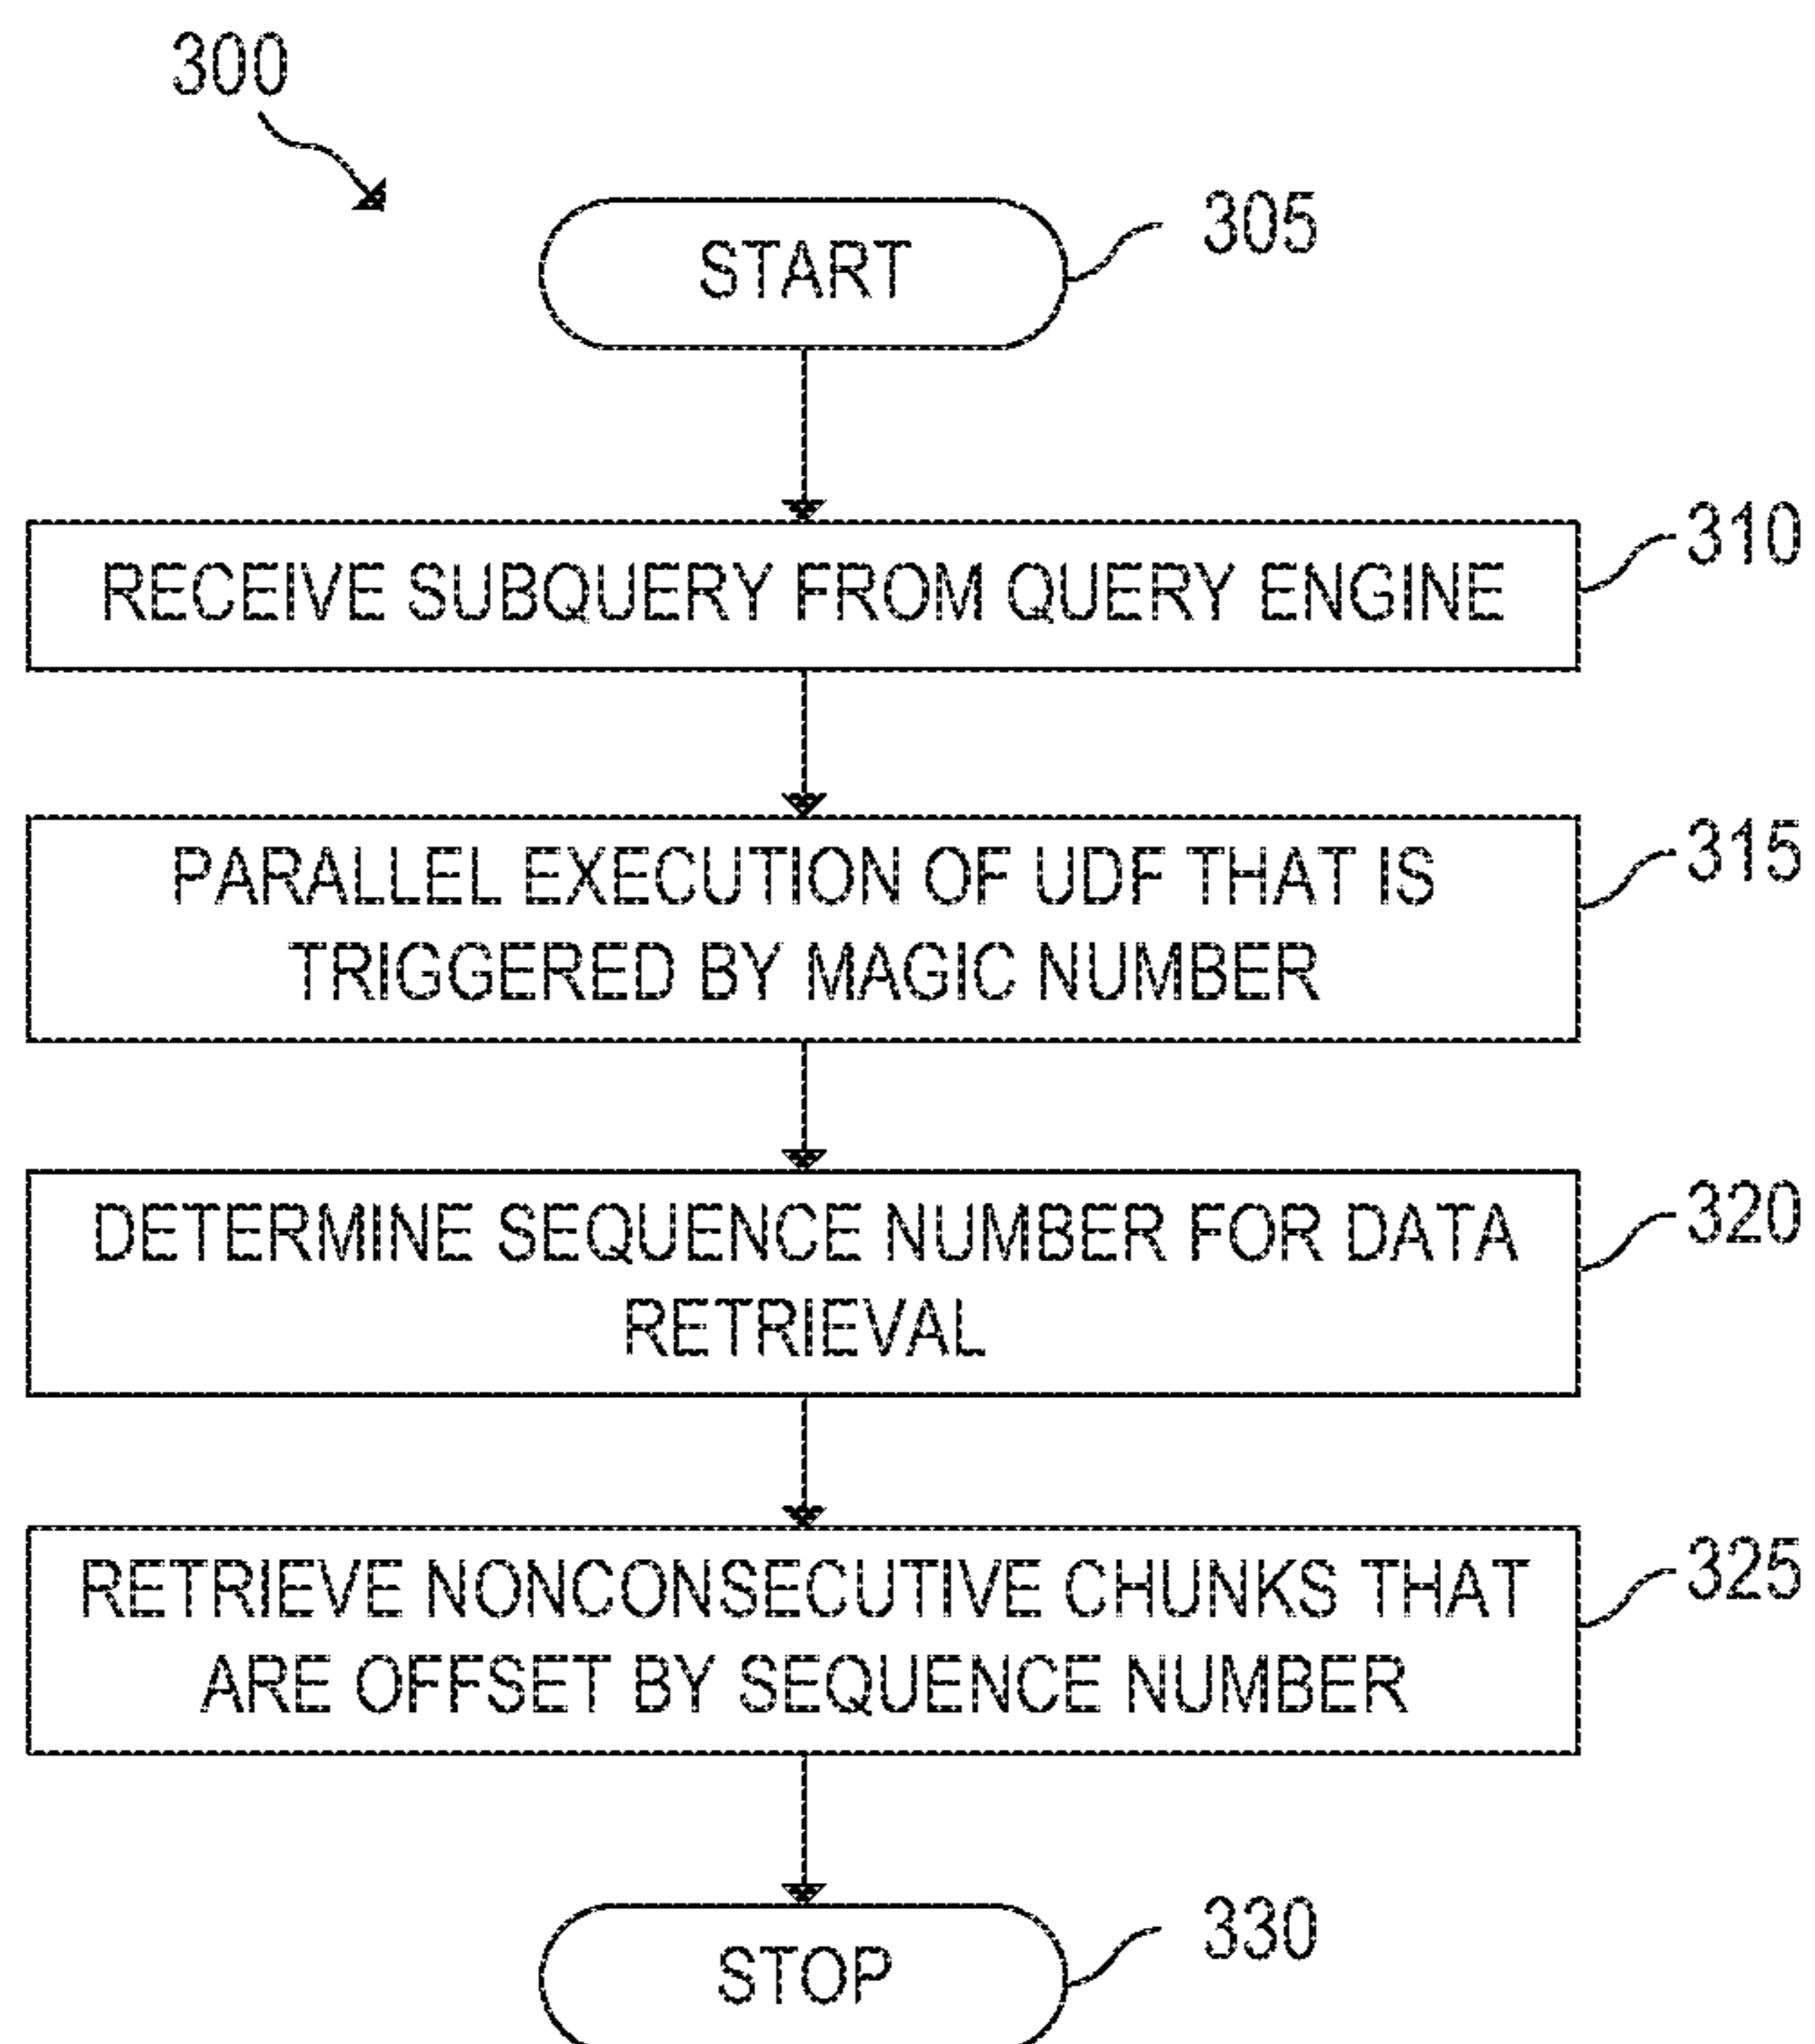 300
START
305
RECEIVE SUBQUERY FROM QUERY ENGINE
310
PARALLEL EXECUTION OF UDF THAT IS
TRIGGERED BY MAGIC NUMBER
315
DETERMINE SEQUENCE NUMBER FOR DATA
RETRIEVAL
320
RETRIEVE NONCONSECUTIVE CHUNKS THAT
ARE OFFSET BY SEQUENCE NUMBER
325
STOP
330